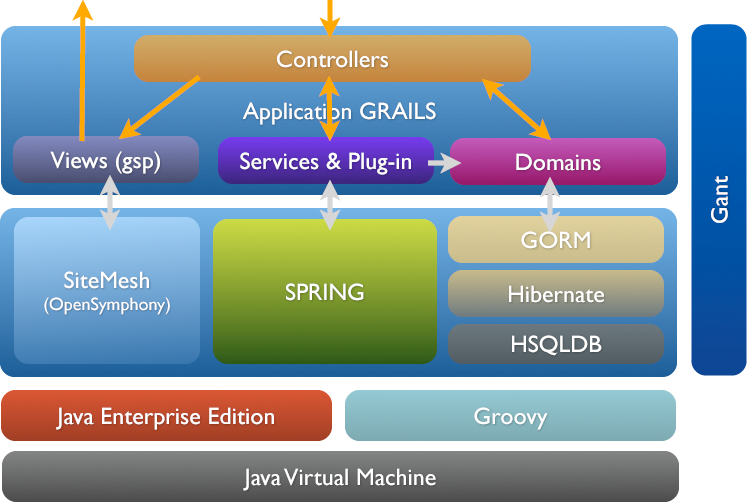 Controllers
Application GRAILS
Views (gsp)
Services & Plug-in
Domains
Gant
SiteMesh
(OpenSymphony)
SPRING
GORM
Hibernate
HSQLDB
Java Enterprise Edition
Groovy
Java Virtual Machine